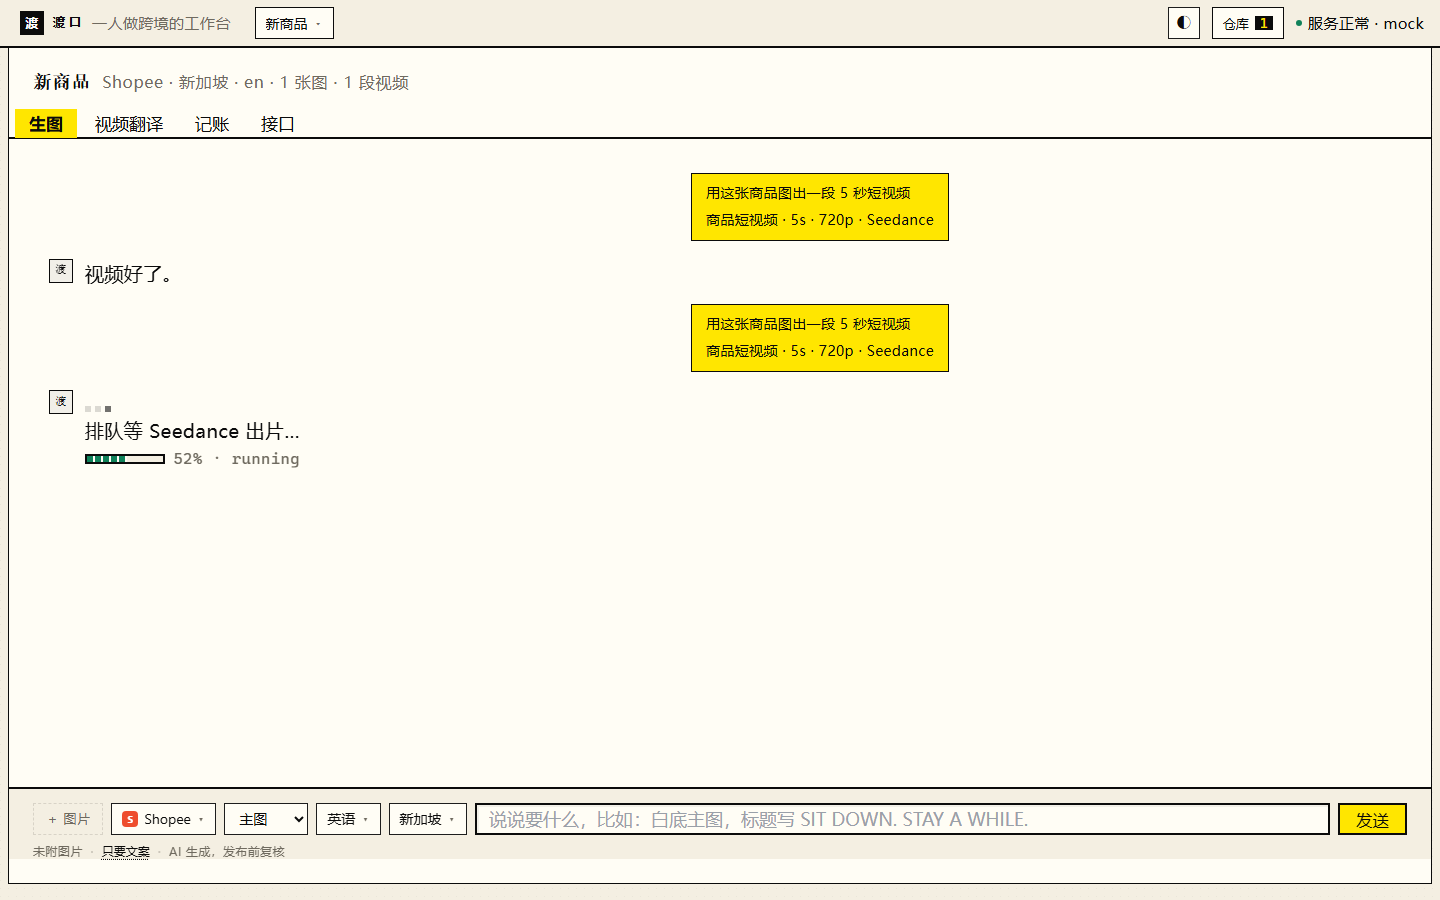 渡 渡口 一人做跨境的工作台 新商品 仓库 1 服务正常 · mock
新商品 Shopee · 新加坡 · en · 1 张图 · 1 段视频
生图 视频翻译 记账 接口
用这张商品图出一段 5 秒短视频
商品短视频 · 5s · 720p · Seedance
渡 视频好了。
用这张商品图出一段 5 秒短视频
商品短视频 · 5s · 720p · Seedance
渡
排队等 Seedance 出片...
52% · running
+ 图片 S Shopee 主图 英语 新加坡 说说要什么，比如：白底主图，标题写 SIT DOWN. STAY A WHILE. 发送
未附图片 · 只要文案 · AI 生成，发布前复核